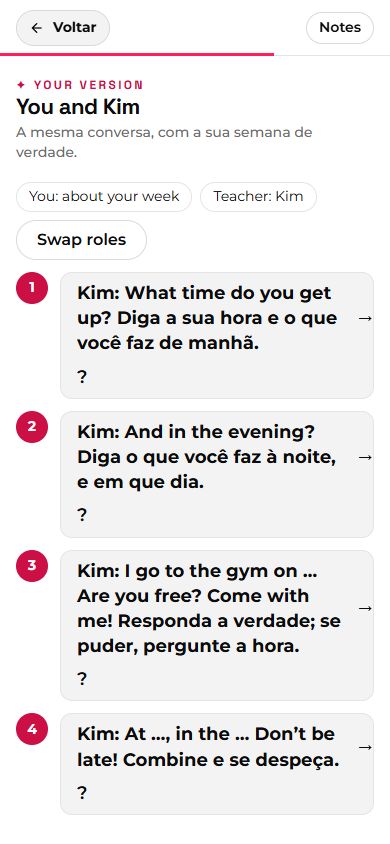 ← Voltar
Notes
✦ YOUR VERSION
You and Kim
A mesma conversa, com a sua semana de
verdade.
You: about your week
Teacher: Kim
Swap roles
1
Kim: What time do you get
up? Diga a sua hora e o que
você faz de manhã.
→
?
2
Kim: And in the evening?
Diga o que você faz à noite,
e em que dia.
→
?
3
Kim: I go to the gym on ...
Are you free? Come with
me! Responda a verdade; se
puder, pergunte a hora.
→
?
4
Kim: At ..., in the ... Don’t be
late! Combine e se despeça.
→
?